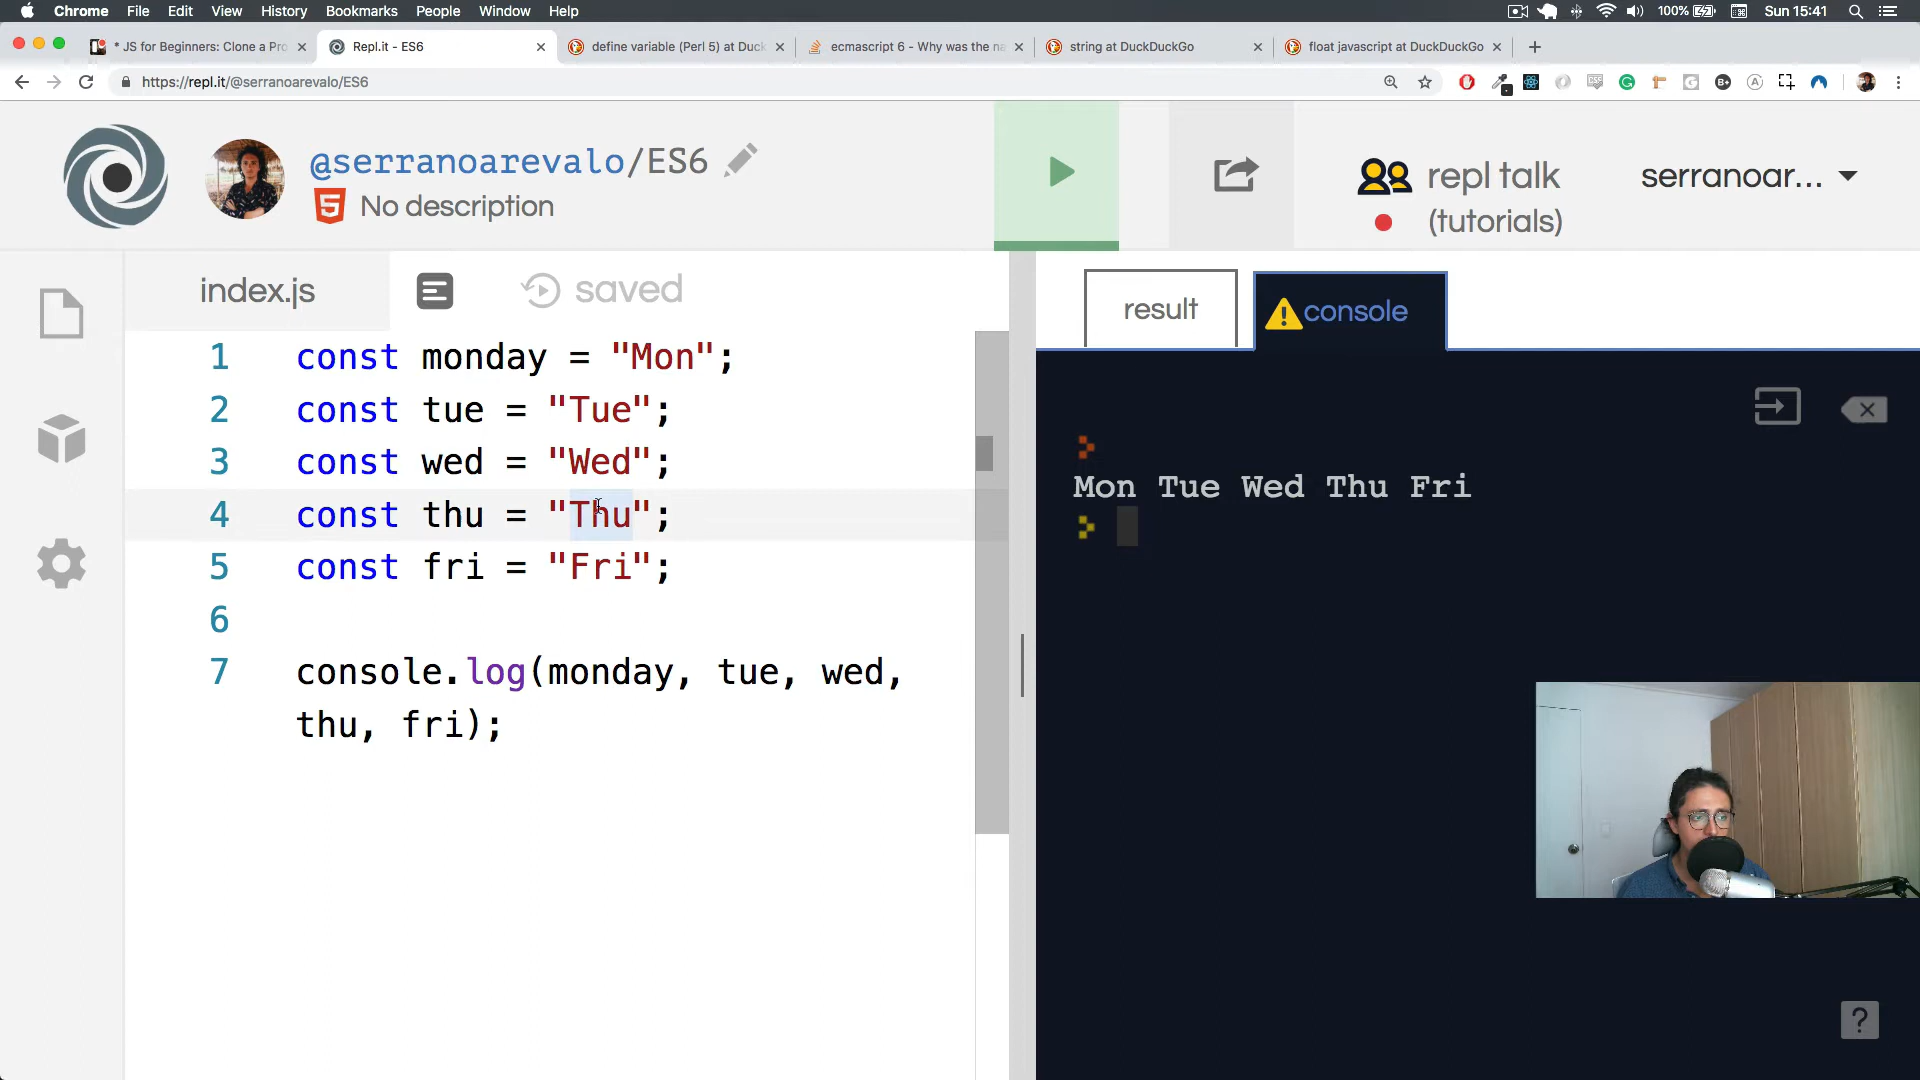 Chrome File Edit View History Bookmarks People Window Help 100% Sun 15:41
* JS for Beginners: Clone a Pro Repl.it - ES6 define variable (Perl 5) at Duck ecmascript 6 - Why was the na string at DuckDuckGo float javascript at DuckDuckGo
https://repl.it/@serranoarevalo/ES6
@serranoarevalo/ES6
No description
repl talk
(tutorials)
serranoar...
index.js saved
result console
1 const monday = "Mon";
2 const tue = "Tue";
3 const wed = "Wed";
4 const thu = "Thu";
5 const fri = "Fri";
6
7 console.log(monday, tue, wed,
thu, fri);
>
Mon Tue Wed Thu Fri
>
?